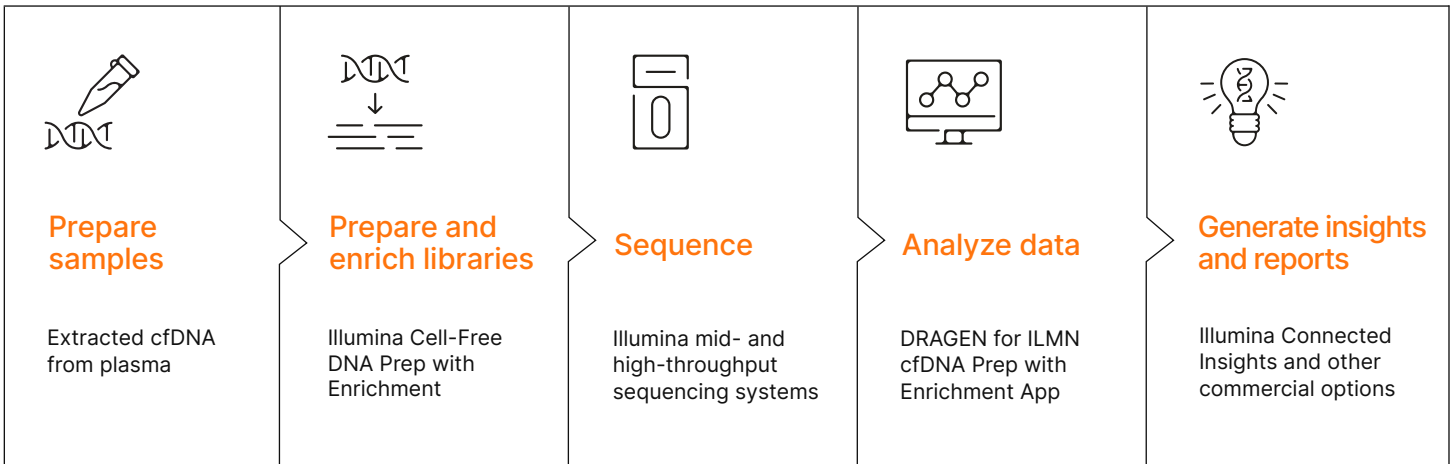 Prepare
samples
Extracted cfDNA
from plasma
Prepare and
enrich libraries
Illumina Cell-Free
DNA Prep with
Enrichment
Sequence
Illumina mid- and
high-throughput
sequencing systems
Analyze data
DRAGEN for ILMN
cfDNA Prep with
Enrichment App
Generate insights
and reports
Illumina Connected
Insights and other
commercial options